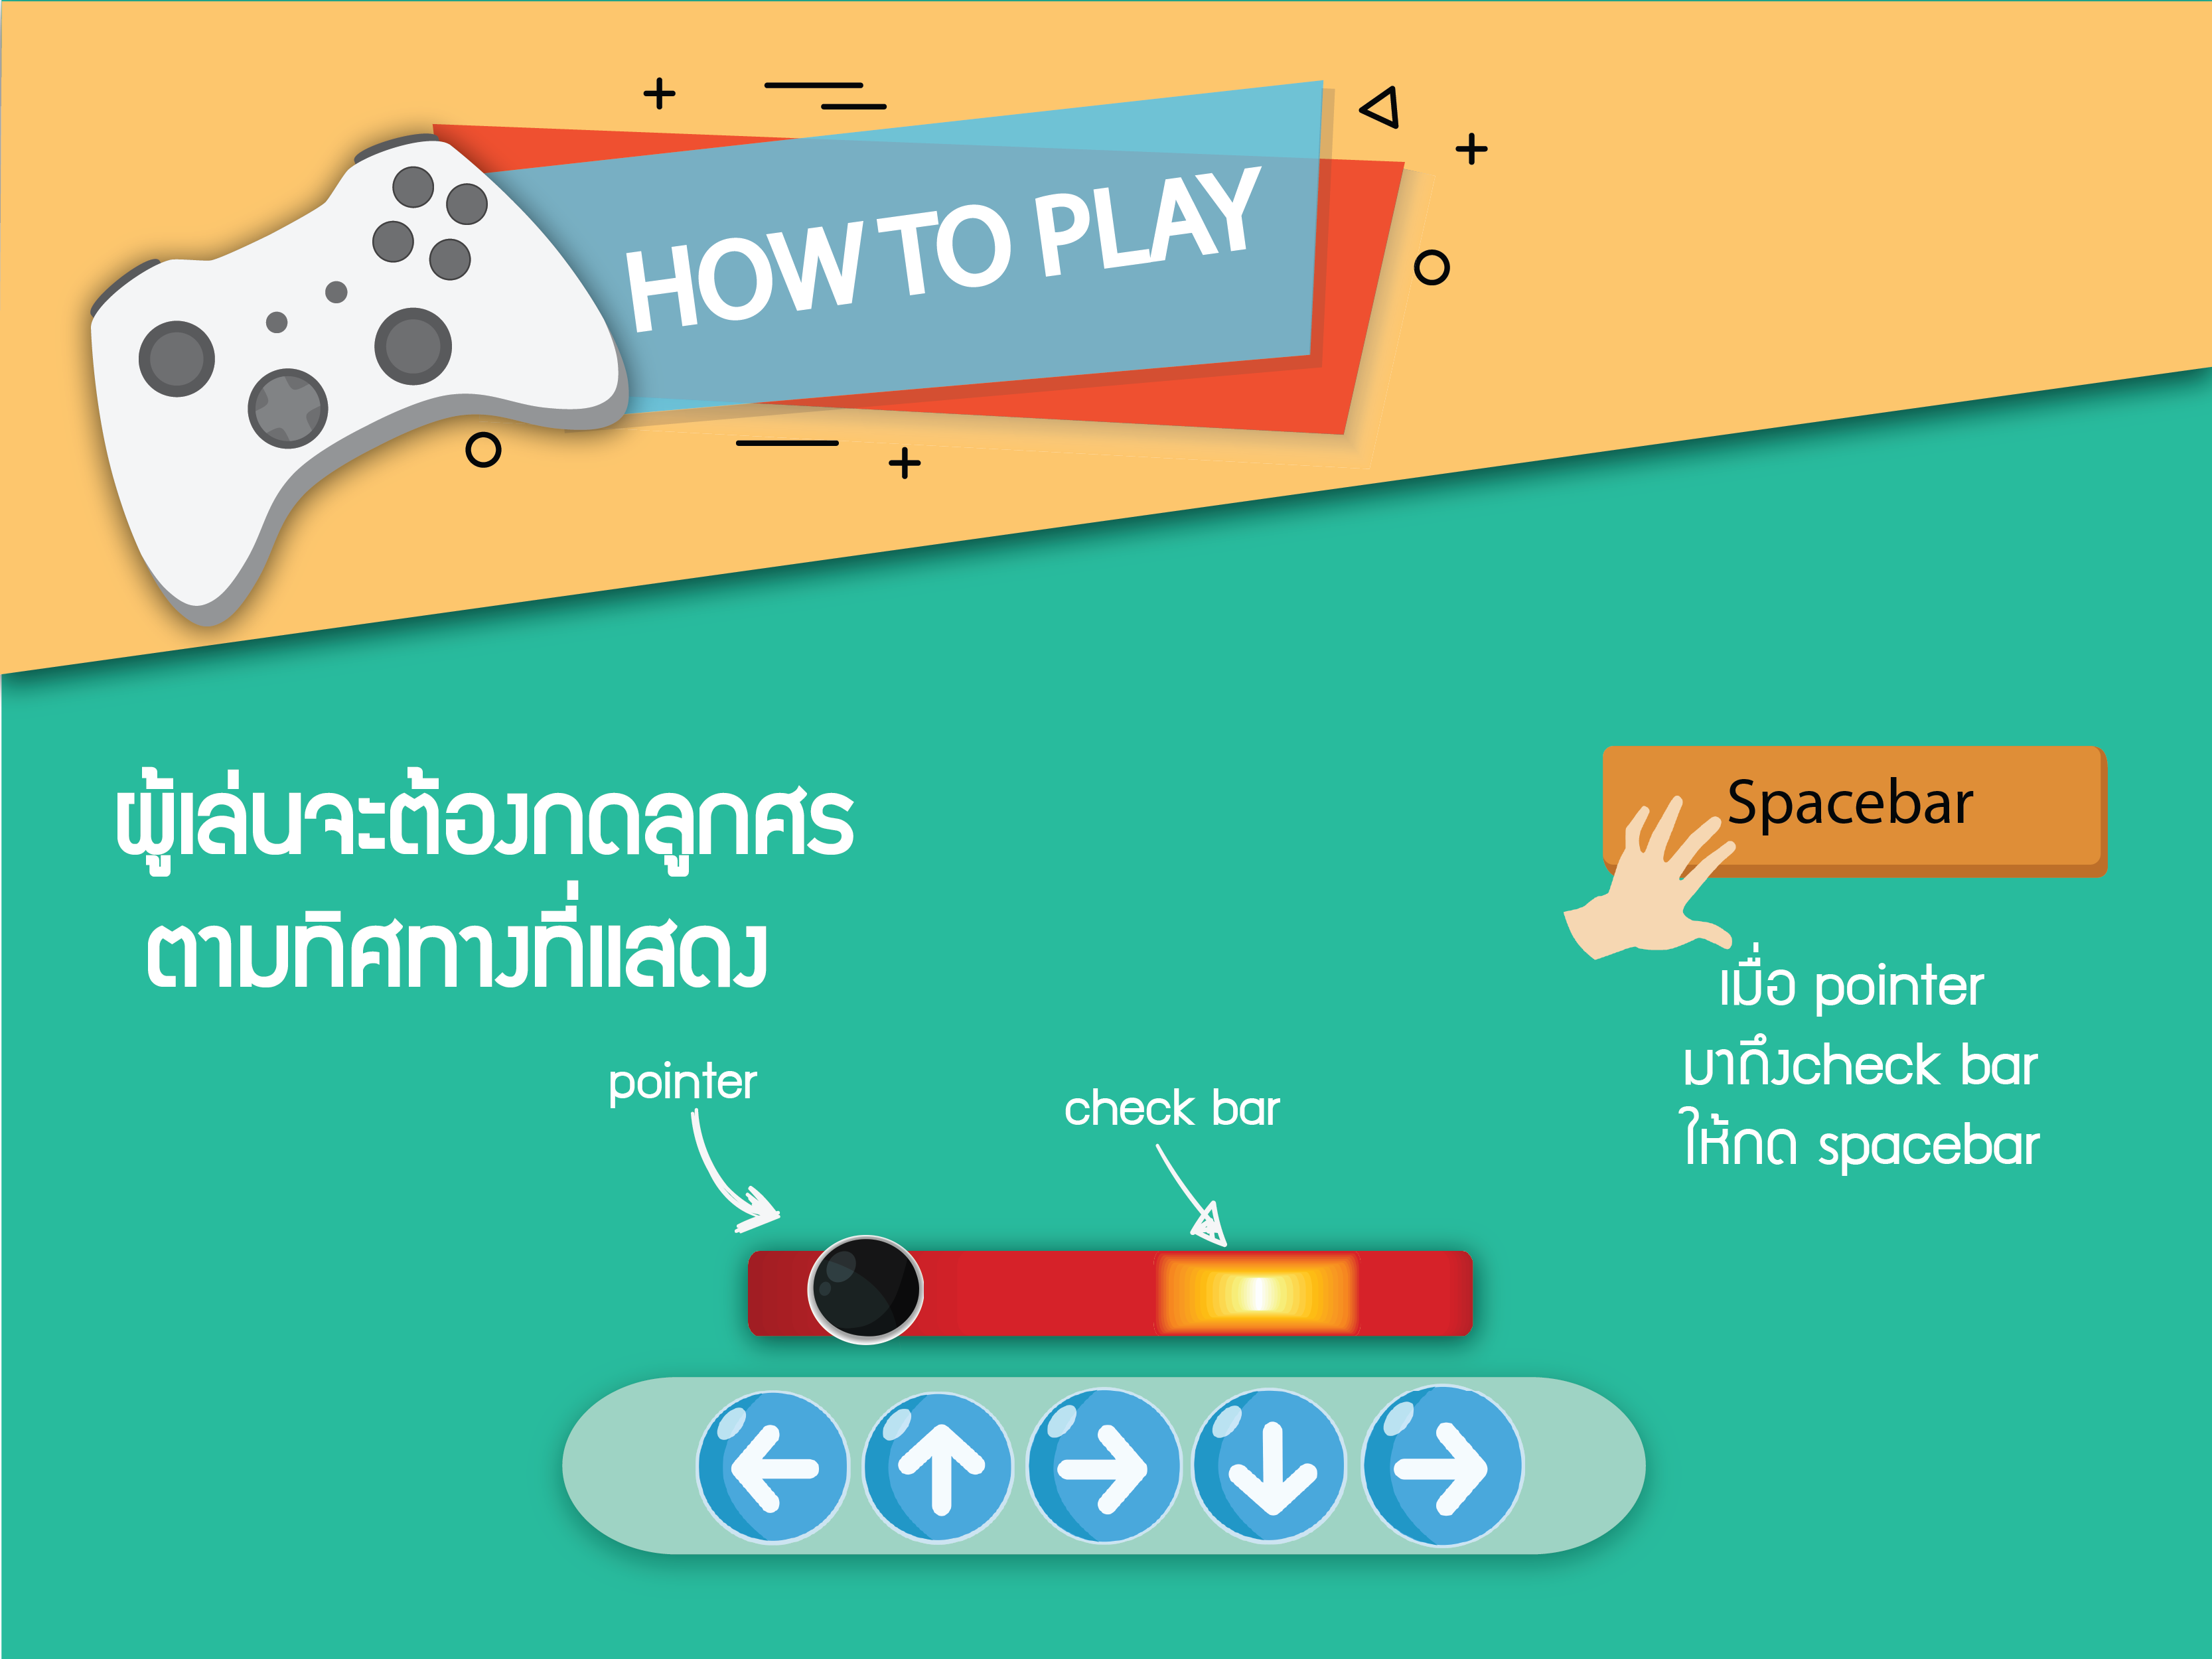 HOW TO PLAY
ผู้เล่นจะต้องกดลูกศร
ตามทิศทางที่แสดง
Spacebar
เมื่อ pointer
มาถึงcheck bar
ให้กด spacebar
pointer
check bar